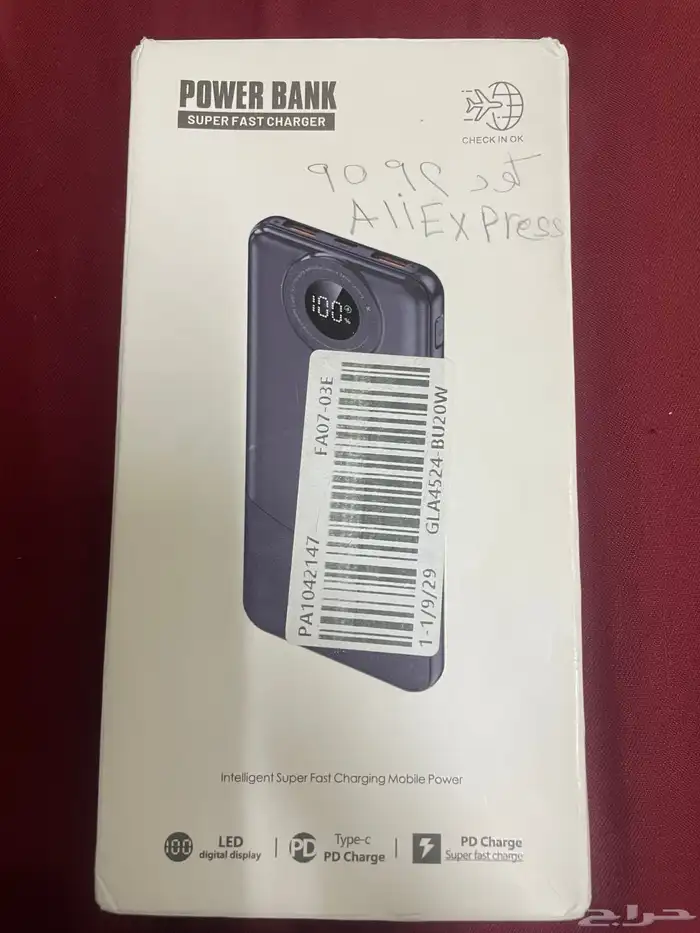 POWER BANK
SUPER FAST CHARGER
CHECK IN OK
AliExPress
100%
FA07-03E
PA1042147
GLA4524-BU20W
1-1/9/29
Intelligent Super Fast Charging Mobile Power
100
LED
digital display
PD
Type-c
PD Charge
PD Charge
Super fast charge
حراج